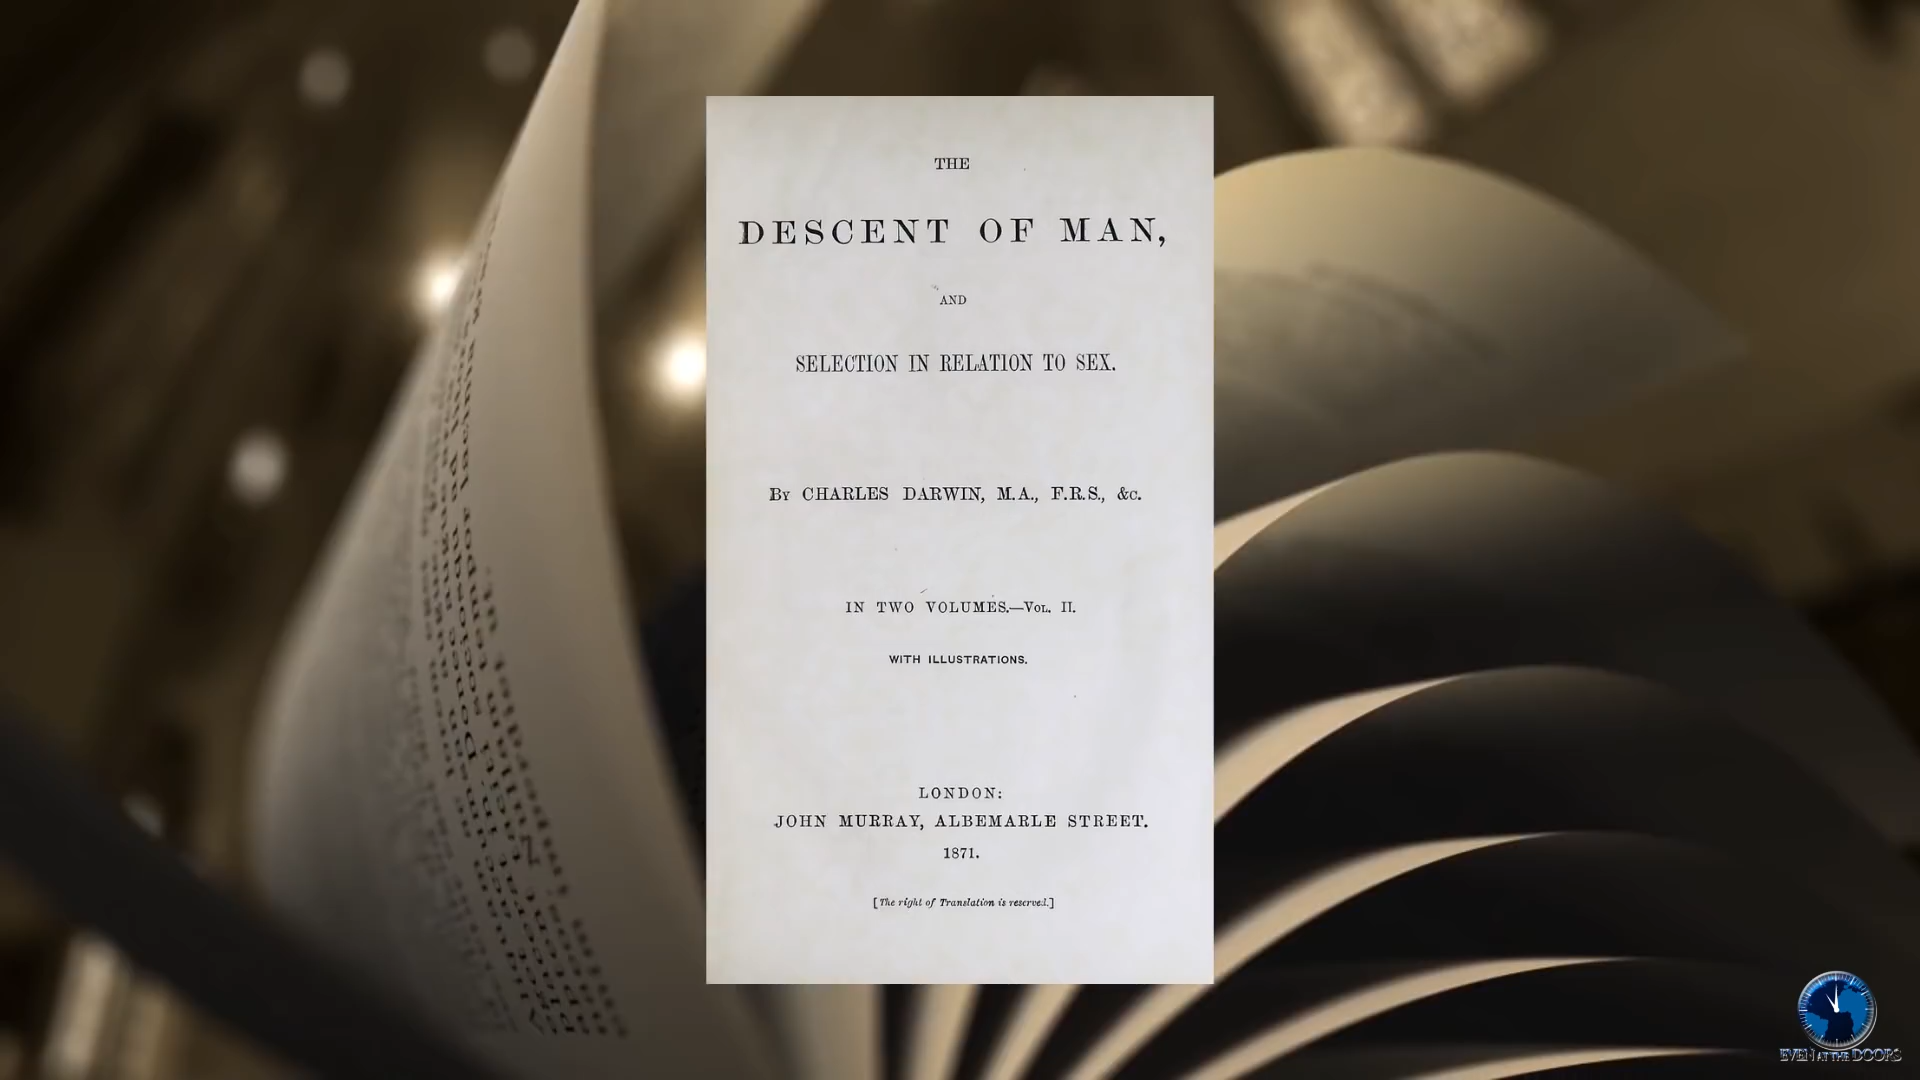 THE
DESCENT OF MAN,
AND
SELECTION IN RELATION TO SEX.
BY CHARLES DARWIN, M.A., F.R.S., &C.
IN TWO VOLUMES.—VOL. II.
WITH ILLUSTRATIONS.
LONDON:
JOHN MURRAY, ALBEMARLE STREET.
1871.
[The right of Translation is reserved.]
EVEN AT THE DOORS